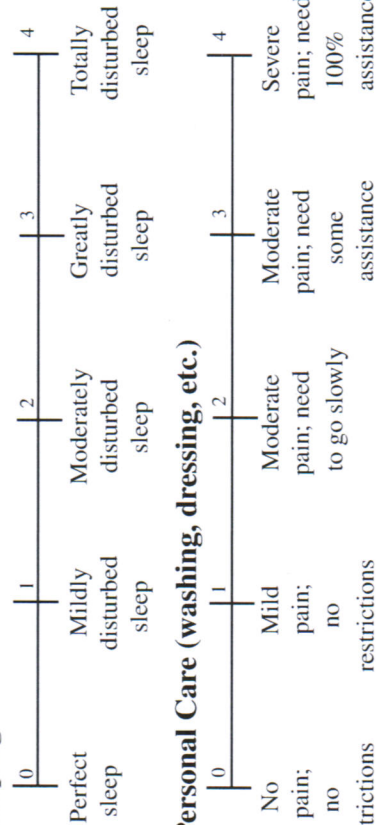 0 1 2 3 4
Perfect Mildly Moderately Greatly Totally
sleep disturbed disturbed disturbed disturbed
sleep sleep sleep sleep
Personal Care (washing, dressing, etc.)
0 1 2 3 4
No Mild Moderate Moderate Severe
pain; pain; pain; need pain; need pain; need
no no to go slowly some 100%
trictions restrictions assistance assistance